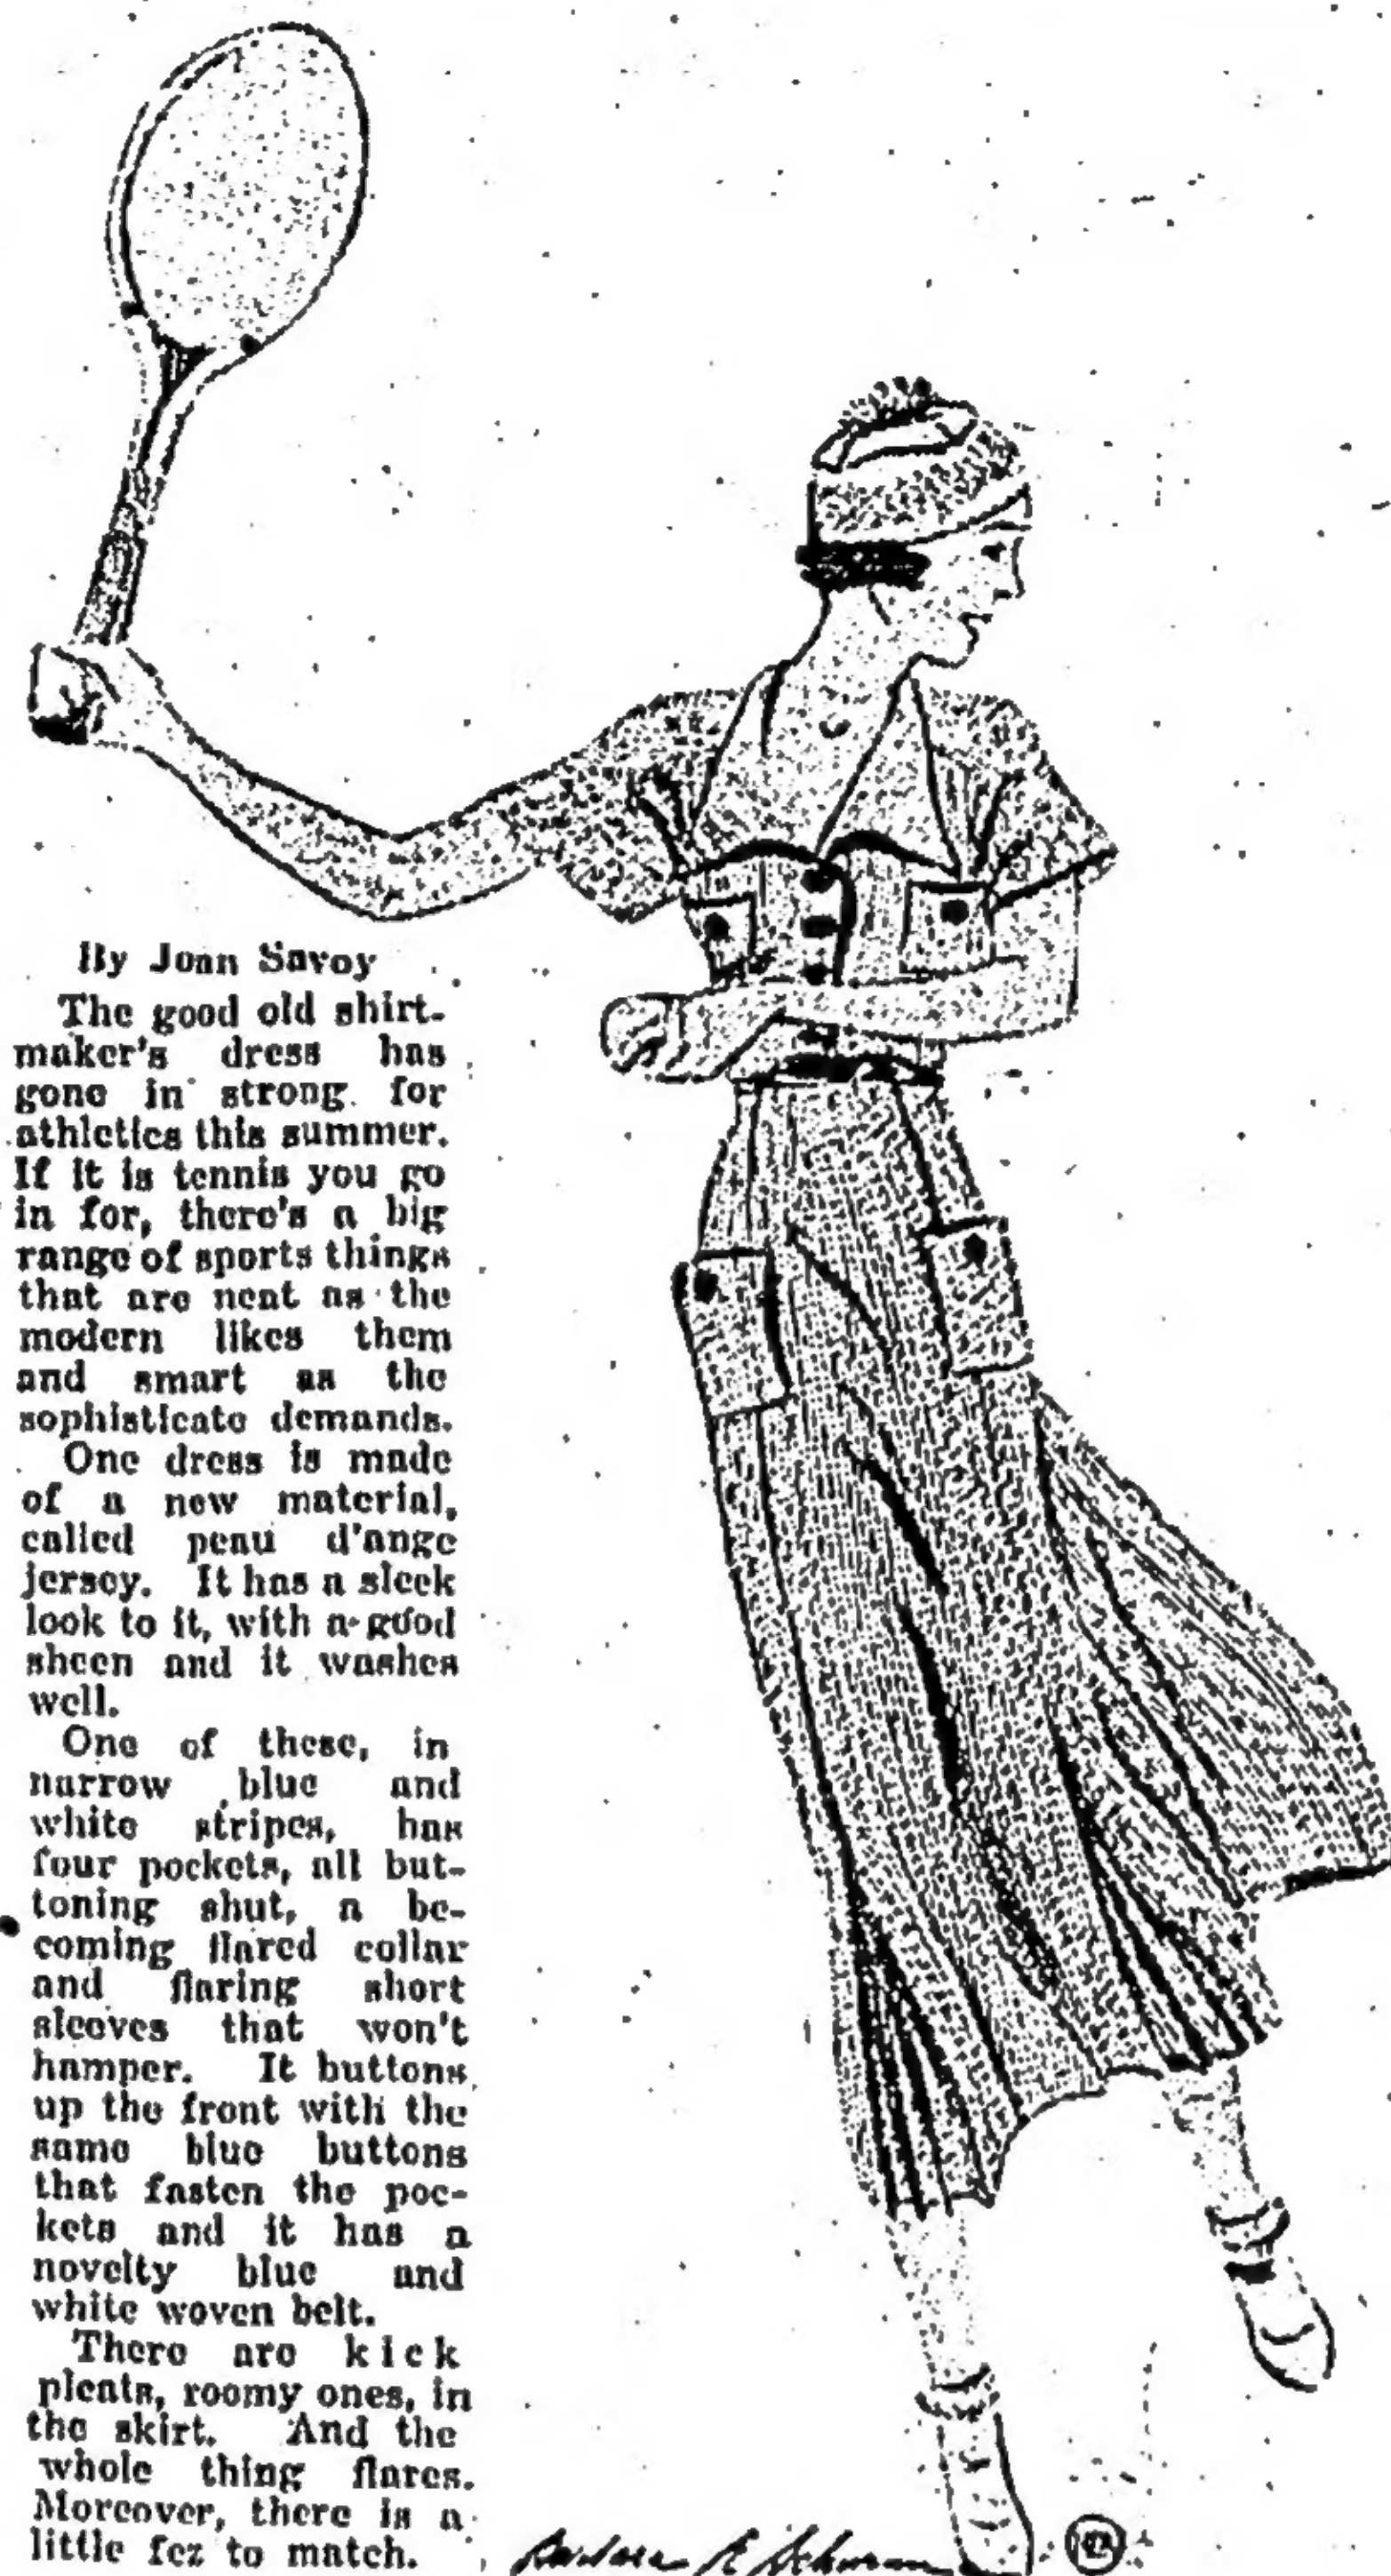 By Joan Savoy
The good old shirt-
maker's dress has
gone in strong for
athletics this summer.
If it is tennis you go
in for, there's a big
range of sports things
that are neat as the
modern likes them
and smart as the
sophisticate demands.
One dress is made
of a new material,
called peau d'ange
jersey. It has a sleek
look to it, with a good
sheen and it washes
well.
One of these, in
narrow blue and
white stripes, has
four pockets, all but-
toning shut, a be-
coming flared collar
and flaring short
sleeves that won't
hamper. It buttons
up the front with the
same blue buttons
that fasten the poc-
kets and it has a
novelty blue and
white woven belt.
There are kick
pleats, roomy ones, in
the skirt. And the
whole thing flares.
Moreover, there is a
little fez to match.